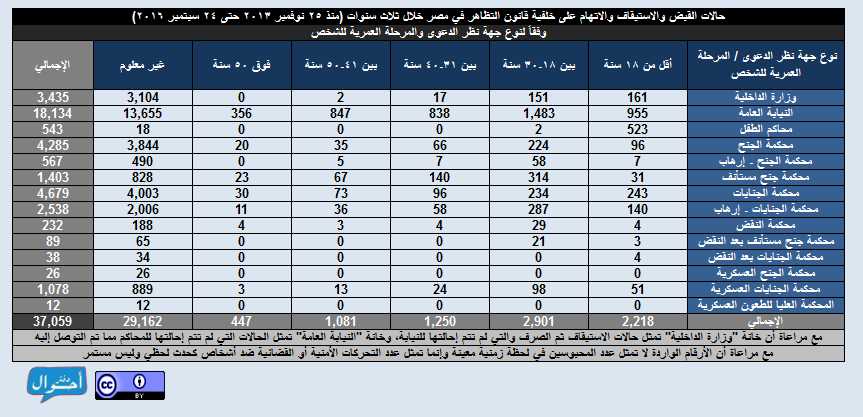 حالات القبض والاستيقاف والاتهام على خلفية قانون التظاهر في مصر خلال ثلاث سنوات (منذ ٢٥ نوفمبر ٢٠١٣ حتى ٢٤ سبتمبر ٢٠١٦)
وفقاً لنوع جهة نظر الدعوى والمرحلة العمرية للشخص
نوع جهة نظر الدعوى / المرحلة العمرية للشخص أقل من ١٨ سنة بين ١٨-٣٠ سنة بين ٣١-٤٠ سنة بين ٤١-٥٠ سنة فوق ٥٠ سنة غير معلوم الإجمالي
وزارة الداخلية 161 151 17 2 0 3,104 3,435
النيابة العامة 955 1,483 838 847 356 13,655 18,134
محاكم الطفل 523 2 0 0 0 18 543
محكمة الجنح 96 224 66 35 20 3,844 4,285
محكمة الجنح - إرهاب 7 58 7 5 0 490 567
محكمة جنح مستأنف 31 314 140 67 23 828 1,403
محكمة الجنايات 243 234 96 73 30 4,003 4,679
محكمة الجنايات - إرهاب 140 287 58 36 11 2,006 2,538
محكمة النقض 4 29 4 3 4 188 232
محكمة جنح مستأنف بعد النقض 3 21 0 0 0 65 89
محكمة الجنايات بعد النقض 4 0 0 0 0 34 38
محكمة الجنح العسكرية 0 0 0 0 0 26 26
محكمة الجنايات العسكرية 51 98 24 13 3 889 1,078
المحكمة العليا للطعون العسكرية 0 0 0 0 0 12 12
الإجمالي 2,218 2,901 1,250 1,081 447 29,162 37,059
مع مراعاة أن خانة "وزارة الداخلية" تمثل حالات الاستيقاف ثم الصرف والتي لم تتم إحالتها للنيابة، وخانة "النيابة العامة" تمثل الحالات التي لم تتم إحالتها للمحاكم مما تم التوصل إليه
مع مراعاة أن الأرقام الواردة لا تمثل عدد المحبوسين في لحظة زمنية معينة وإنما تمثل عدد التحركات الأمنية أو القضائية ضد أشخاص كحدث لحظي وليس مستمر
دفتر أحوال
cc BY